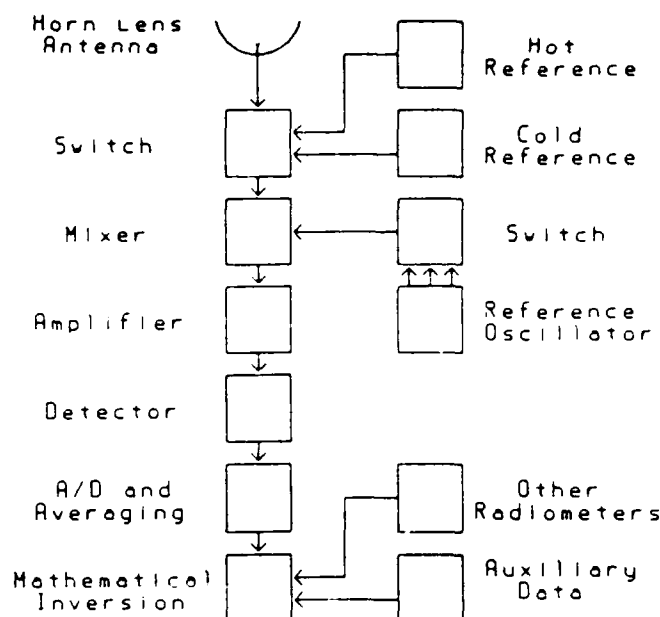 Horn Lens
Antenna
Hot
Reference
Switch
Cold
Reference
Mixer
Switch
Amplifier
Reference
Oscillator
Detector
A/D and
Averaging
Other
Radiometers
Mathematical
Inversion
Auxiliary
Data